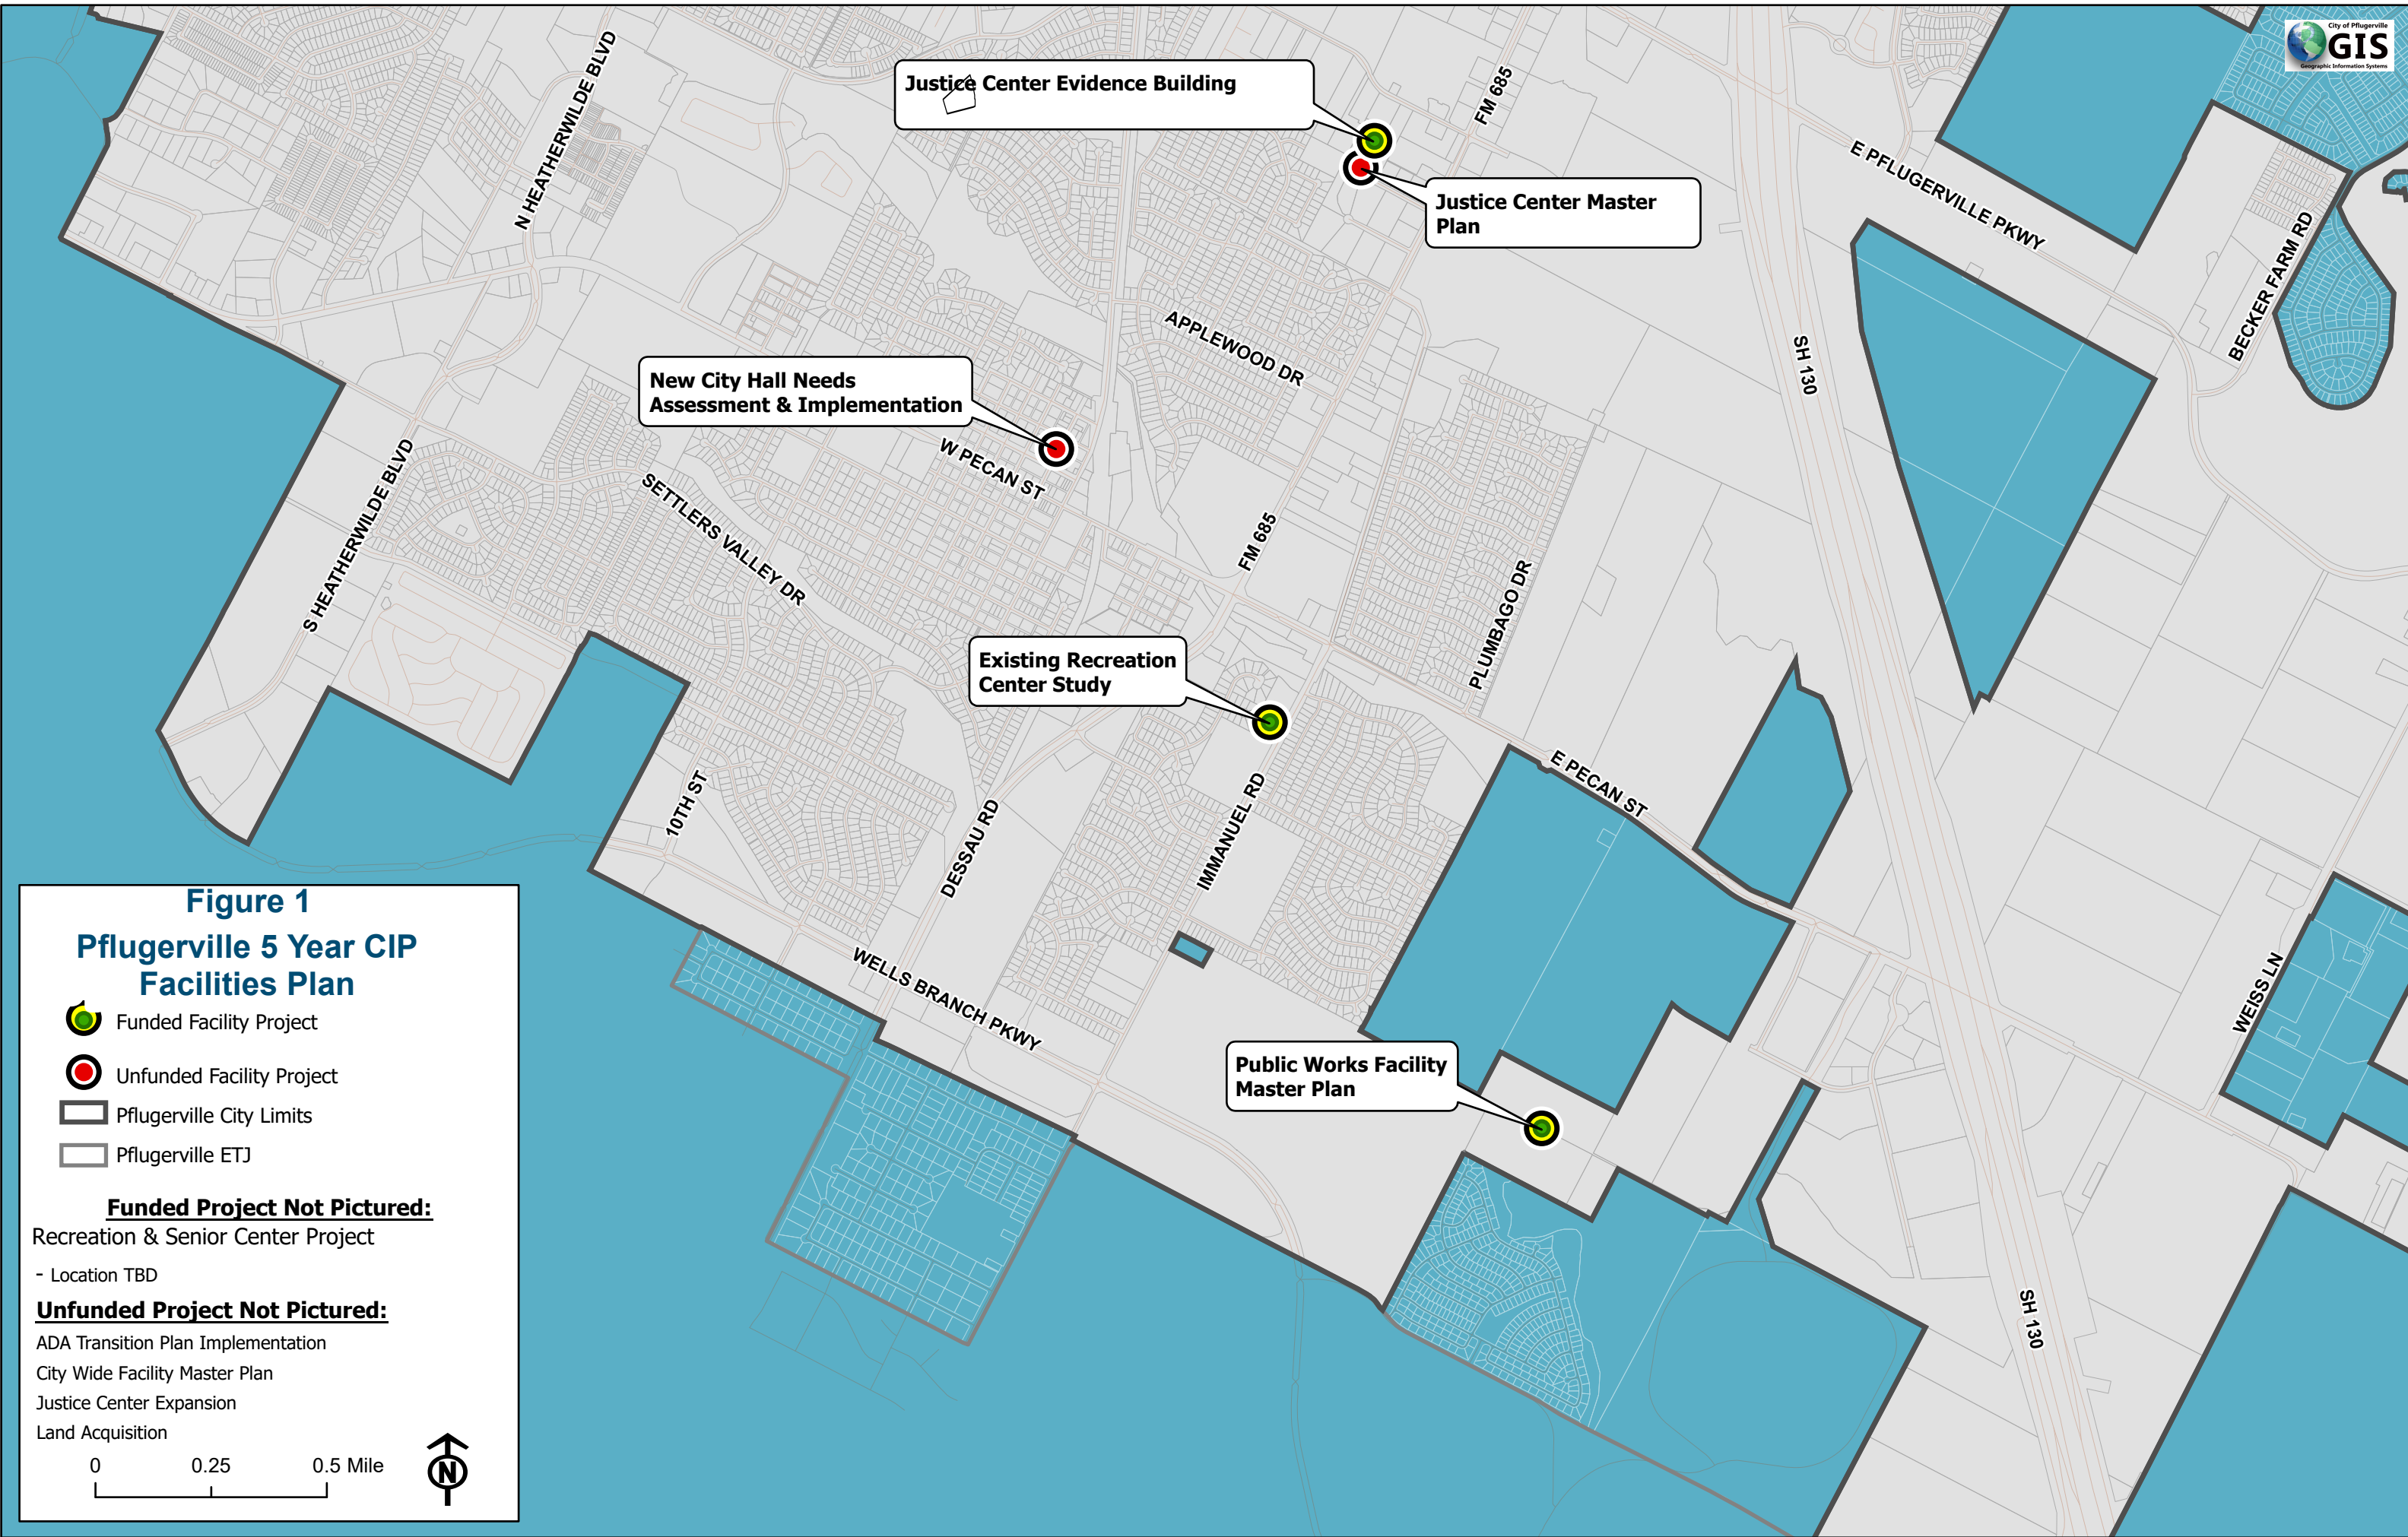 City of Pflugerville
GIS
Geographic Information Systems
N HEATHERWILDE BLVD
Justice Center Evidence Building
FM 685
Justice Center Master
Plan
E PFLUGERVILLE PKWY
BECKER FARM RD
APPLEWOOD DR
SH 130
New City Hall Needs
Assessment & Implementation
W PECAN ST
S HEATHERWILDE BLVD
SETTLERS VALLEY DR
FM 685
PLUMBAGO DR
Existing Recreation
Center Study
E PECAN ST
10TH ST
DESSAU RD
IMMANUEL RD
WELLS BRANCH PKWY
WEISS LN
Public Works Facility
Master Plan
SH 130
Figure 1
Pflugerville 5 Year CIP
Facilities Plan
Funded Facility Project
Unfunded Facility Project
Pflugerville City Limits
Pflugerville ETJ
Funded Project Not Pictured:
Recreation & Senior Center Project
- Location TBD
Unfunded Project Not Pictured:
ADA Transition Plan Implementation
City Wide Facility Master Plan
Justice Center Expansion
Land Acquisition
0 0.25 0.5 Mile
N